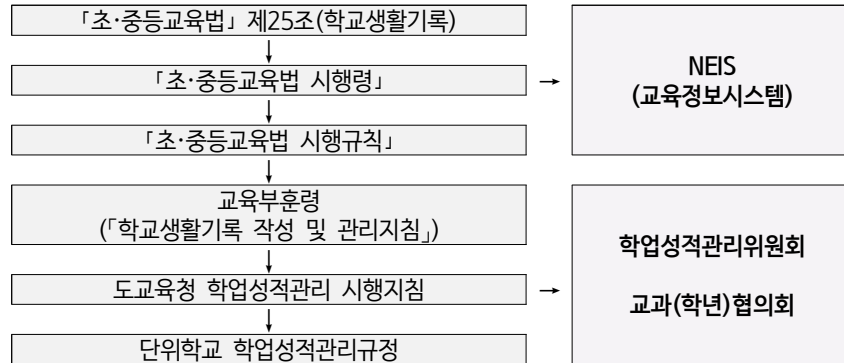 「초·중등교육법」 제25조(학교생활기록)
「초·중등교육법 시행령」
「초·중등교육법 시행규칙」
NEIS
(교육정보시스템)
교육부훈령
(「학교생활기록 작성 및 관리지침」)
도교육청 학업성적관리 시행지침
단위학교 학업성적관리규정
학업성적관리위원회
교과(학년)협의회